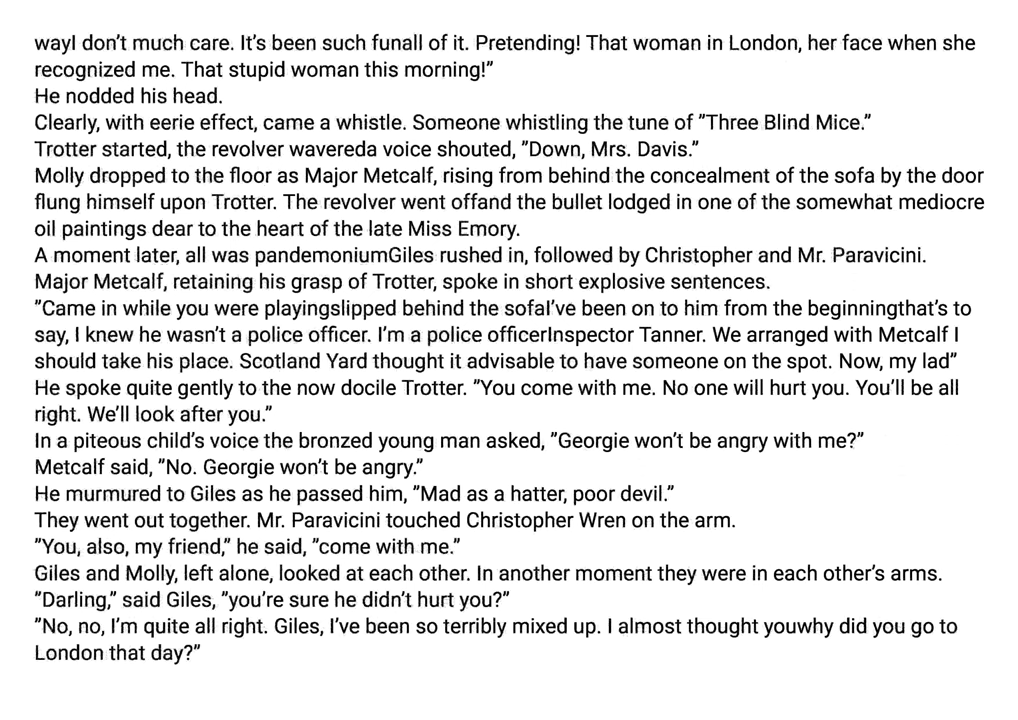 wayI don't much care. It's been such funall of it. Pretending! That woman in London, her face when she
recognized me. That stupid woman this morning!”
He nodded his head.
Clearly, with eerie effect, came a whistle. Someone whistling the tune of ”Three Blind Mice.”
Trotter started, the revolver wavereda voice shouted, ”Down, Mrs. Davis.”
Molly dropped to the floor as Major Metcalf, rising from behind the concealment of the sofa by the door
flung himself upon Trotter. The revolver went offand the bullet lodged in one of the somewhat mediocre
oil paintings dear to the heart of the late Miss Emory.
A moment later, all was pandemoniumGiles rushed in, followed by Christopher and Mr. Paravicini.
Major Metcalf, retaining his grasp of Trotter, spoke in short explosive sentences.
”Came in while you were playingslipped behind the sofaI've been on to him from the beginningthat's to
say, I knew he wasn't a police officer. I'm a police officerInspector Tanner. We arranged with Metcalf I
should take his place. Scotland Yard thought it advisable to have someone on the spot. Now, my lad”
He spoke quite gently to the now docile Trotter. ”You come with me. No one will hurt you. You'll be all
right. We'll look after you.”
In a piteous child's voice the bronzed young man asked, ”Georgie won't be angry with me?”
Metcalf said, ”No. Georgie won't be angry.”
He murmured to Giles as he passed him, ”Mad as a hatter, poor devil.”
They went out together. Mr. Paravicini touched Christopher Wren on the arm.
”You, also, my friend,” he said, ”come with me.”
Giles and Molly, left alone, looked at each other. In another moment they were in each other's arms.
”Darling,” said Giles, ”you're sure he didn't hurt you?”
”No, no, I'm quite all right. Giles, I've been so terribly mixed up. I almost thought youwhy did you go to
London that day?”